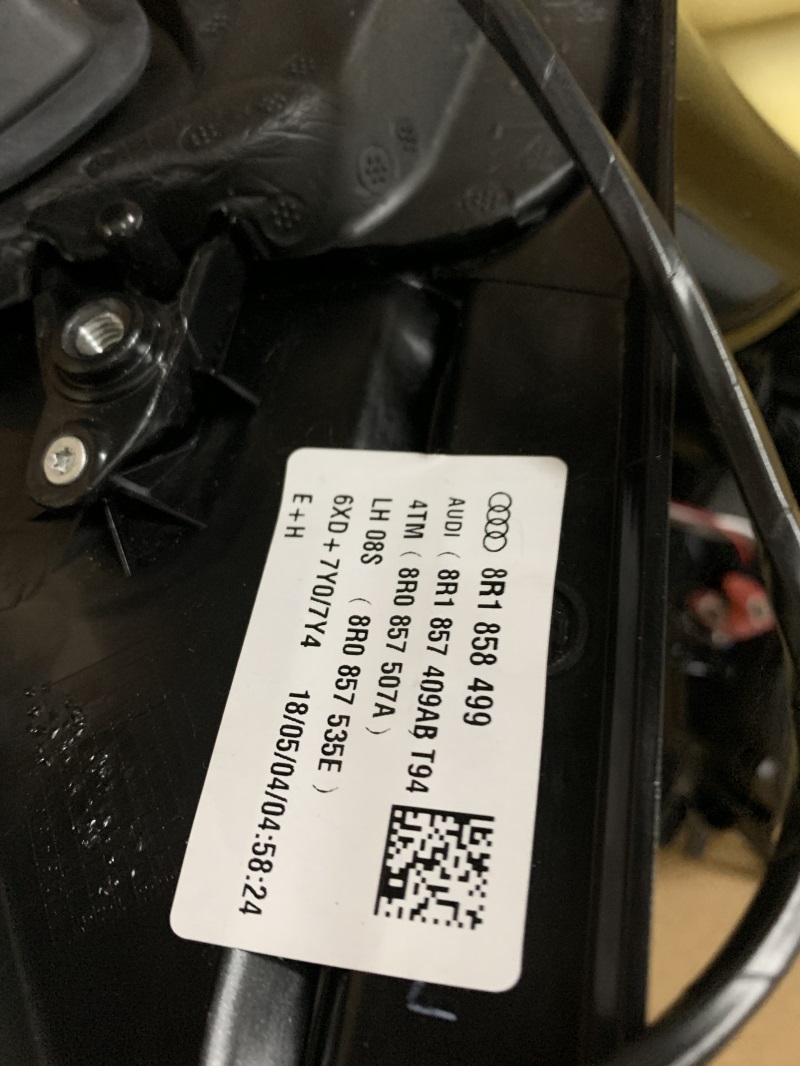 8R1 858 499
AUDI ( 8R1 857 409AB T94
4TM ( 8R0 857 507A )
LH 08S ( 8R0 857 535E )
6XD + 7Y0/7Y4 18/05/04/04:58:24
E+H